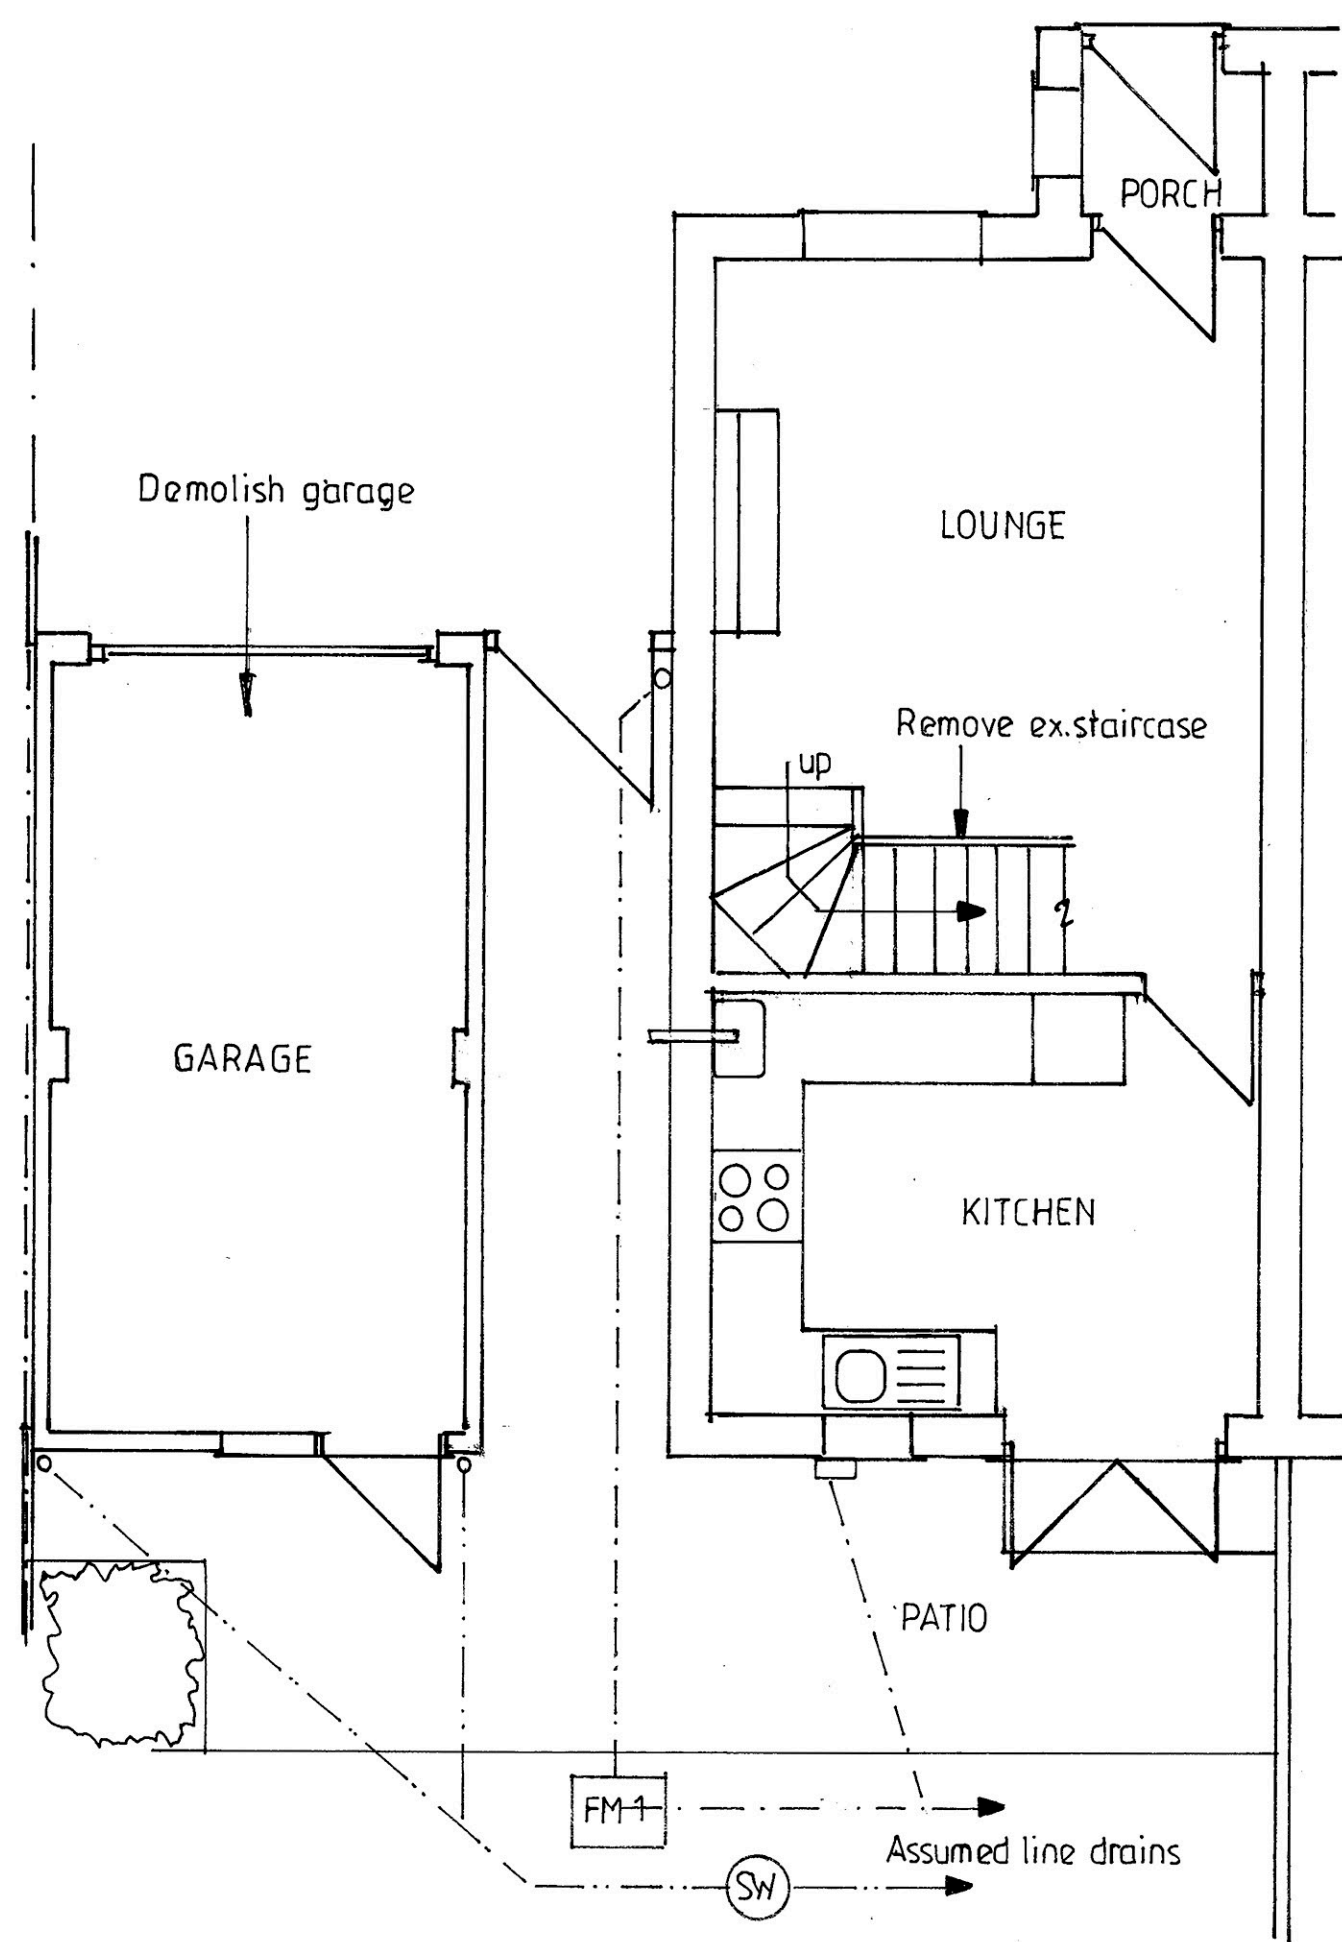 PORCH
Demolish garage
LOUNGE
Remove ex.staircase
up
2
GARAGE
KITCHEN
PATIO
FM 1
Assumed line drains
SW